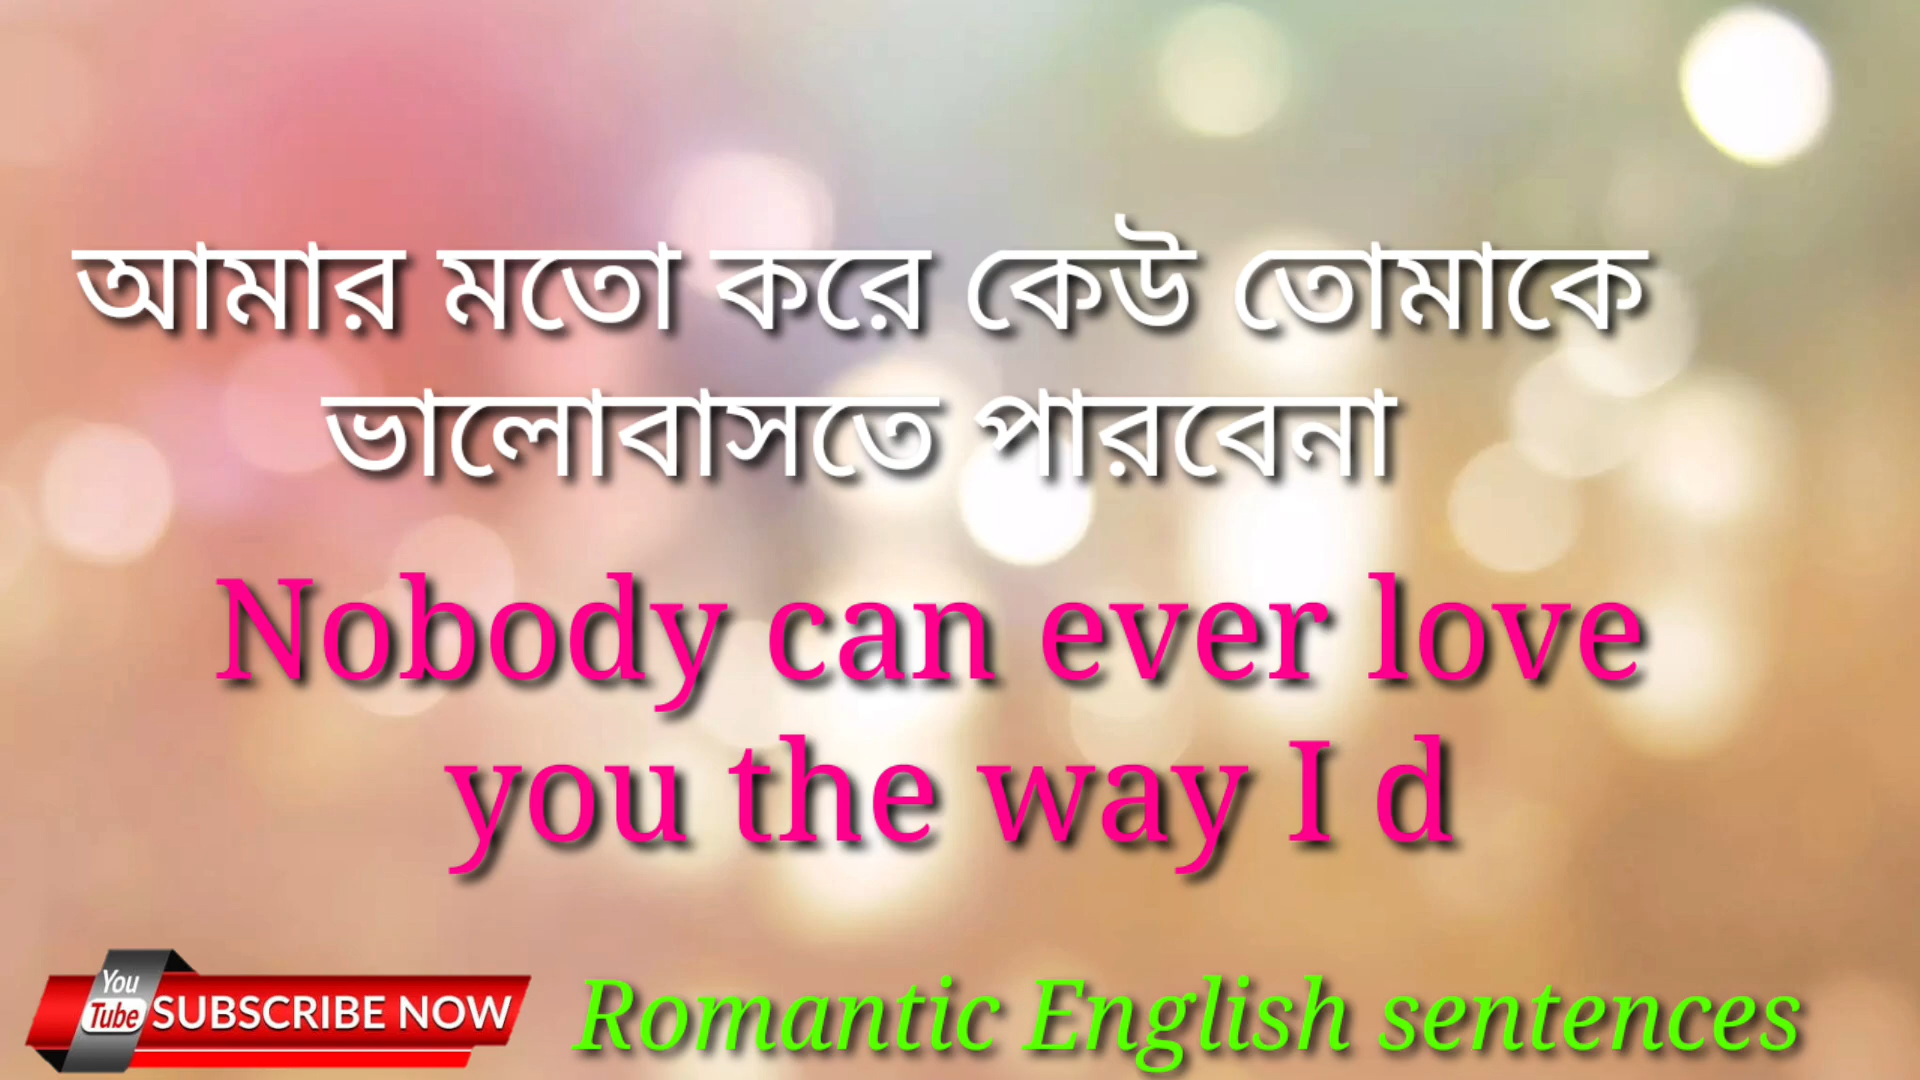 আমার মতো করে কেউ তোমাকে
ভালোবাসতে পারবেনা
Nobody can ever love
you the way I d
You
Tube
SUBSCRIBE NOW
Romantic English sentences